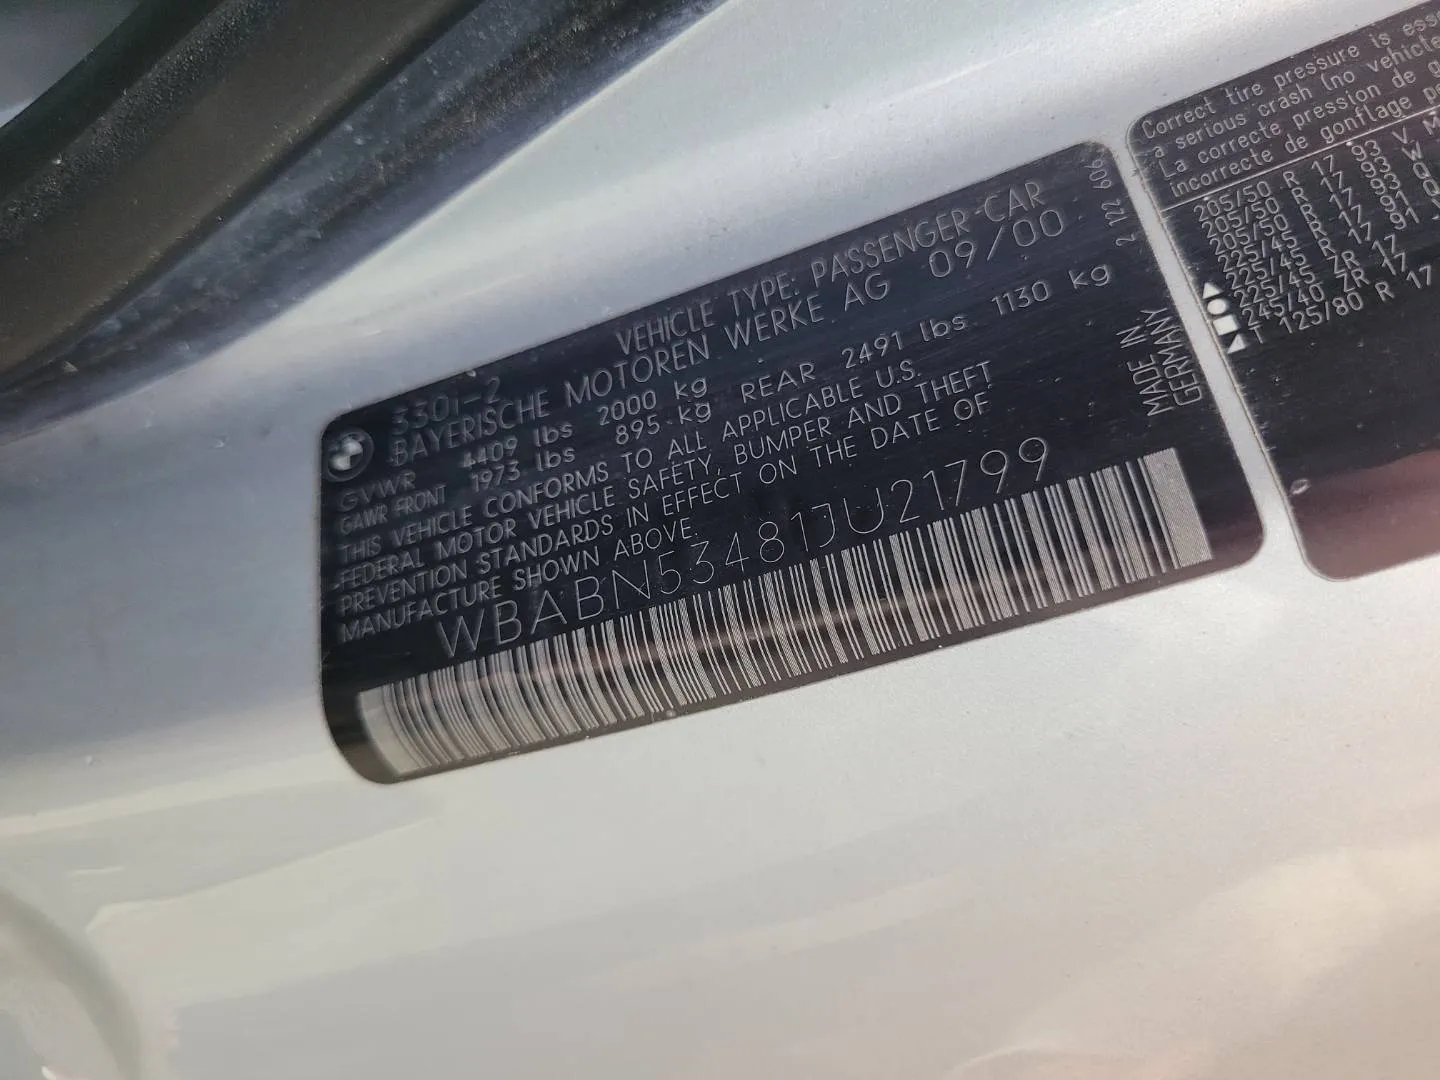 330i-2 VEHICLE TYPE: PASSENGER CAR
BAYERISCHE MOTOREN WERKE AG 09/00
GVWR 4409 lbs 2000 kg
GAWR FRONT 1973 lbs 895 kg REAR 2491 lbs 1130 kg
THIS VEHICLE CONFORMS TO ALL APPLICABLE U.S.
FEDERAL MOTOR VEHICLE SAFETY, BUMPER AND THEFT
PREVENTION STANDARDS IN EFFECT ON THE DATE OF
MANUFACTURE SHOWN ABOVE.
WBABN53481JU21799
MADE IN
GERMANY
2 122 606
Correct tire pressure is
a serious crash (no vehicle
La correcte pression de
incorrecte de gonflage
205/50 R 17 93 V
205/50 R 17 93 W
205/50 R 17 93 Q
225/45 R 17 91
225/45 R 17 91
225/45 ZR 17
245/40 ZR 17
T 125/80 R 17